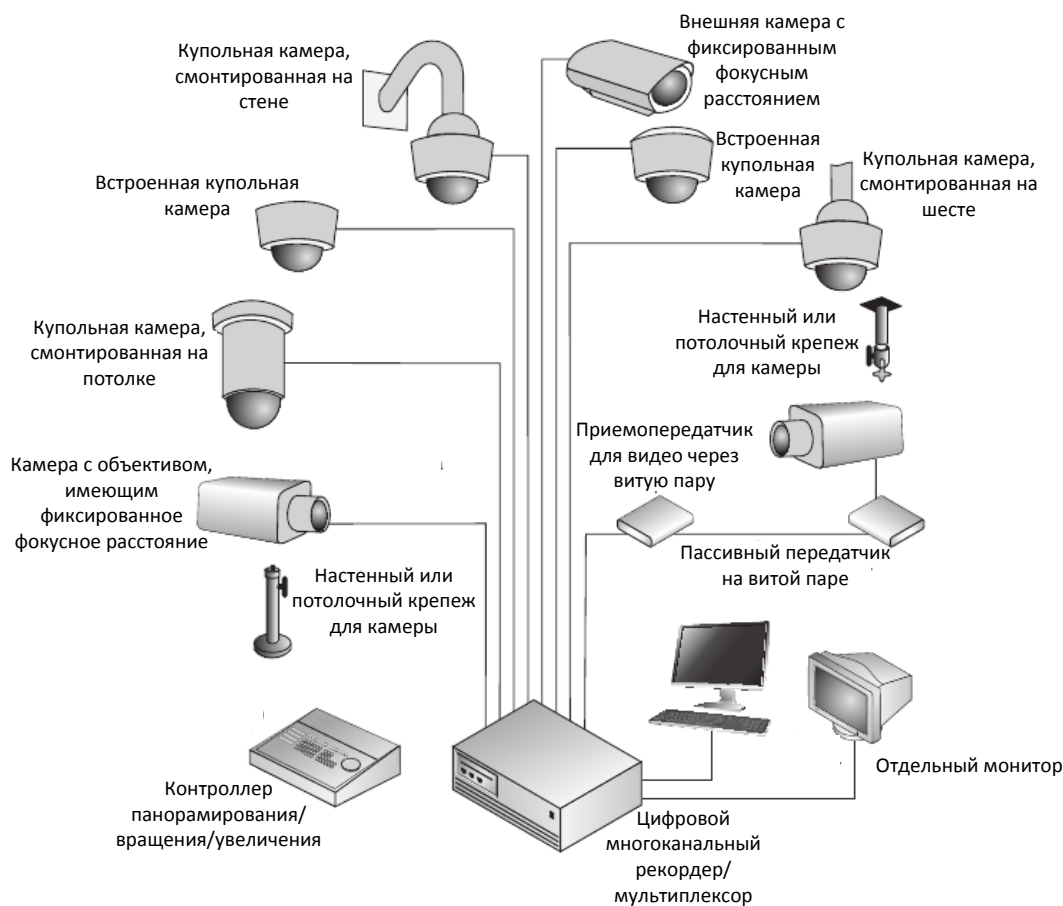 Купольная камера,
смонтированная на
стене
Внешняя камера с
фиксированным
фокусным
расстоянием
Встроенная купольная
камера
Встроенная
купольная
камера
Купольная камера,
смонтированная на
шесте
Купольная камера,
смонтированная на
потолке
Настенный или
потолочный крепеж
для камеры
Приемопередатчик
для видео через
витую пару
Камера с объективом,
имеющим
фиксированное
фокусное расстояние
Пассивный передатчик
на витой паре
Настенный или
потолочный крепеж
для камеры
Отдельный монитор
Контроллер
панорамирования/
вращения/увеличения
Цифровой
многоканальный
рекордер/
мультиплексор